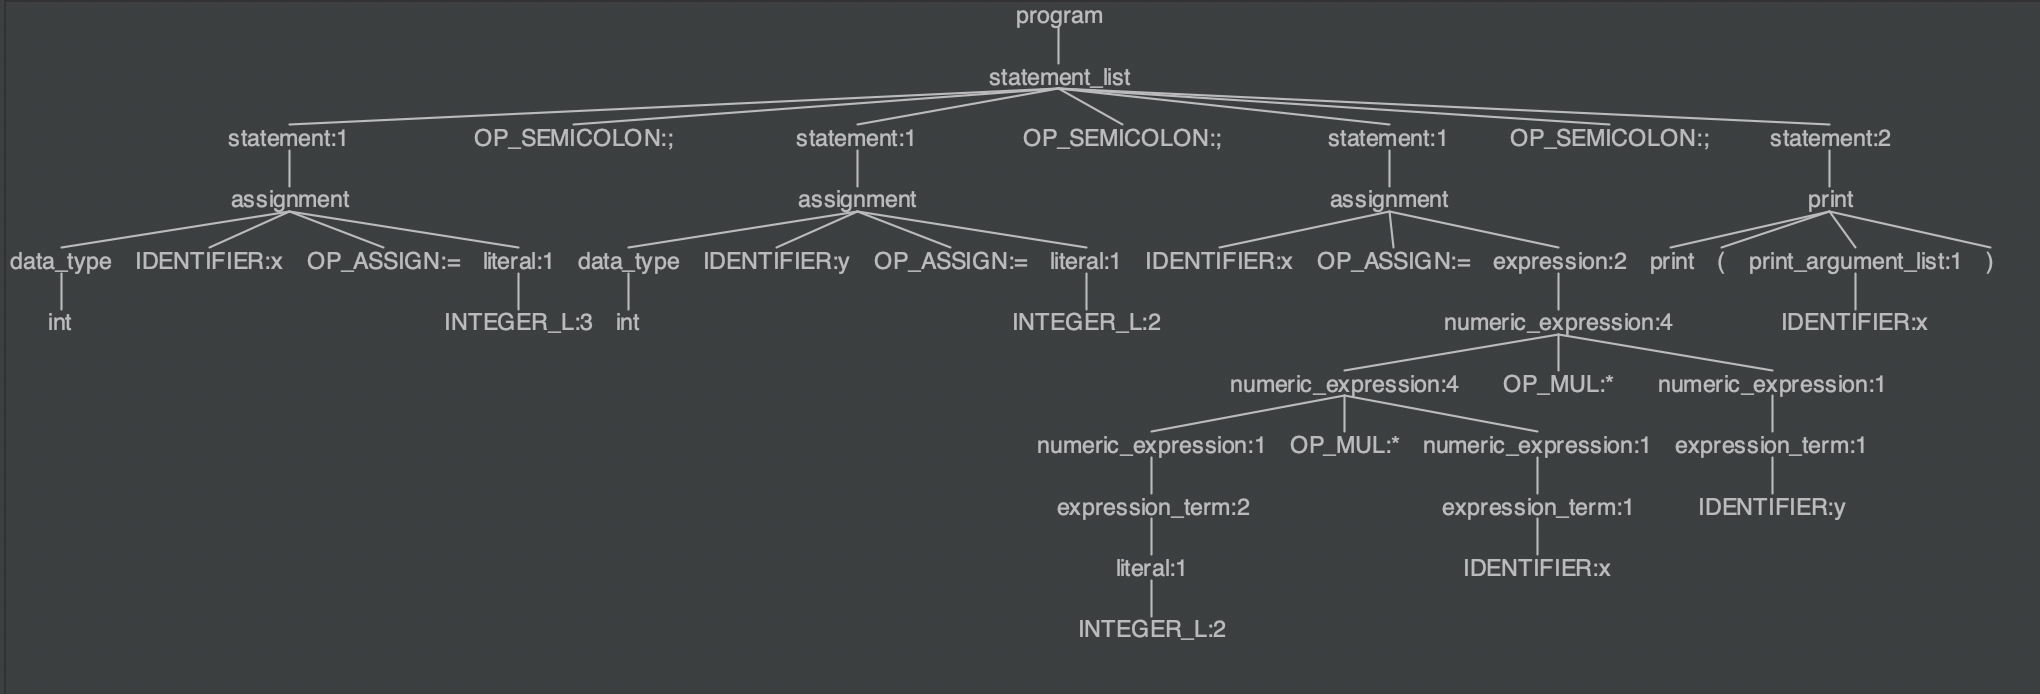 program
statement_list
statement:1 OP_SEMICOLON:; statement:1 OP_SEMICOLON:; statement:1 OP_SEMICOLON:; statement:2
assignment assignment assignment print
data_type IDENTIFIER:x OP_ASSIGN:= literal:1 data_type IDENTIFIER:y OP_ASSIGN:= literal:1 IDENTIFIER:x OP_ASSIGN:= expression:2 print ( print_argument_list:1 )
int INTEGER_L:3 int INTEGER_L:2 numeric_expression:4 IDENTIFIER:x
numeric_expression:4 OP_MUL:* numeric_expression:1
numeric_expression:1 OP_MUL:* numeric_expression:1 expression_term:1
expression_term:2 expression_term:1 IDENTIFIER:y
literal:1 IDENTIFIER:x
INTEGER_L:2